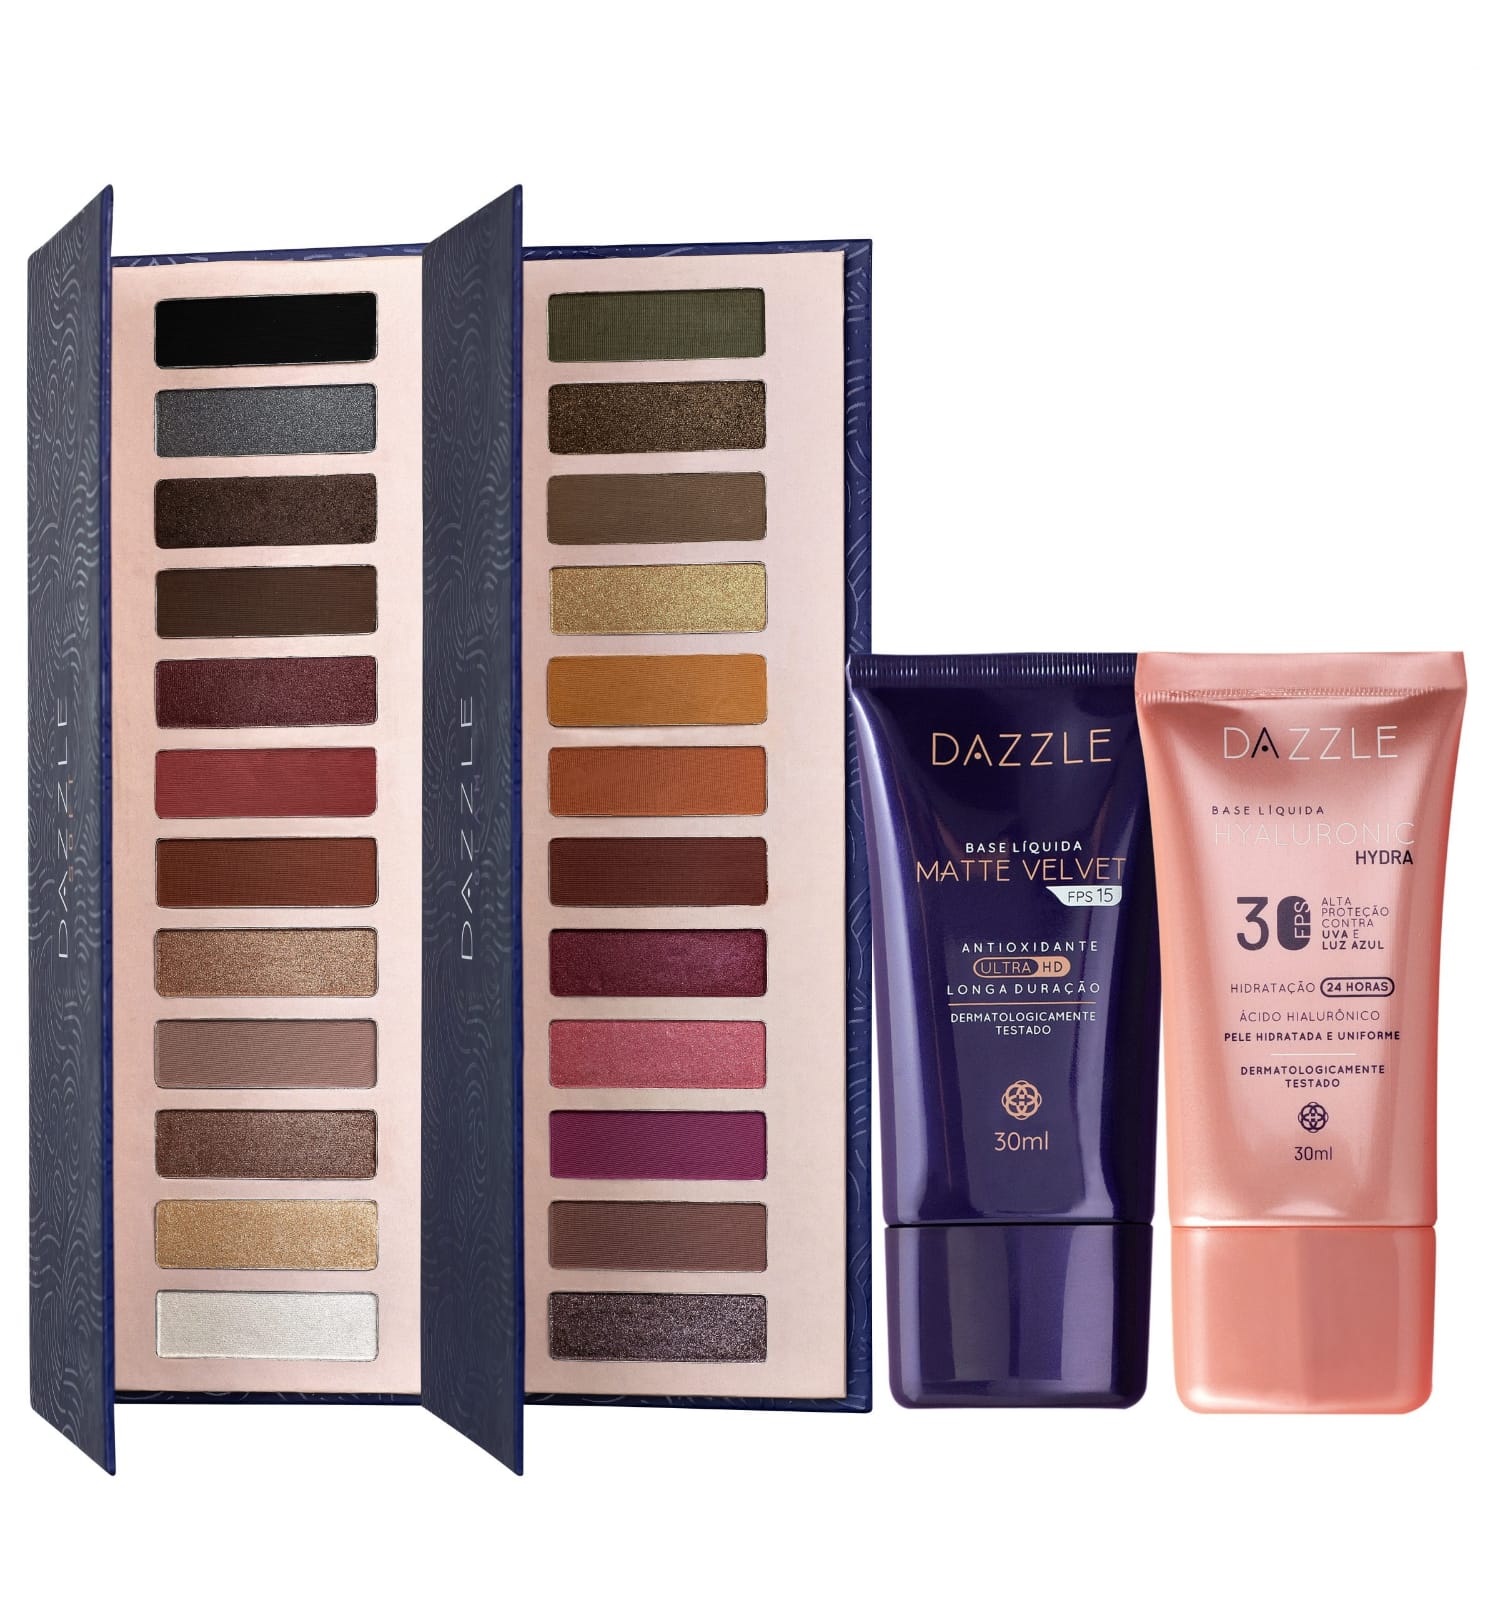 DAZZLE
DAZZLE
DAZZLE
BASE LÍQUIDA
MATTE VELVET
FPS 15
ANTIOXIDANTE
ULTRA HD
LONGA DURAÇÃO
DERMATOLOGICAMENTE
TESTADO
30ml
DAZZLE
BASE LÍQUIDA
HYALURONIC
HYDRA
30 FPS
ALTA
PROTEÇÃO
CONTRA
UVA E
LUZ AZUL
HIDRATAÇÃO 24 HORAS
ÁCIDO HIALURÔNICO
PELE HIDRATADA E UNIFORME
DERMATOLOGICAMENTE
TESTADO
30ml